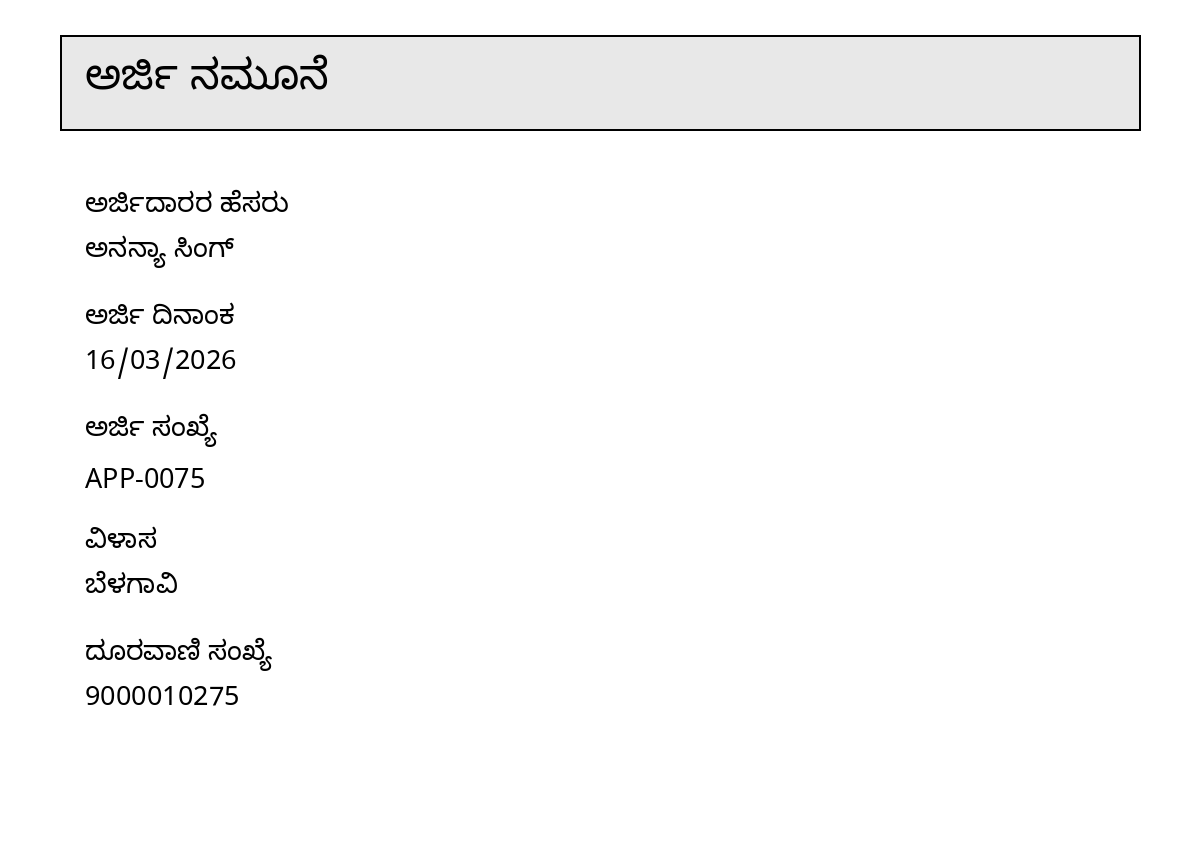 ಅರ್ಜಿ ನಮೂನೆ
ಅರ್ಜಿದಾರರ ಹೆಸರು
ಅನನ್ಯಾ ಸಿಂಗ್
ಅರ್ಜಿ ದಿನಾಂಕ
16/03/2026
ಅರ್ಜಿ ಸಂಖ್ಯೆ
APP-0075
ವಿಳಾಸ
ಬೆಳಗಾವಿ
ದೂರವಾಣಿ ಸಂಖ್ಯೆ
9000010275